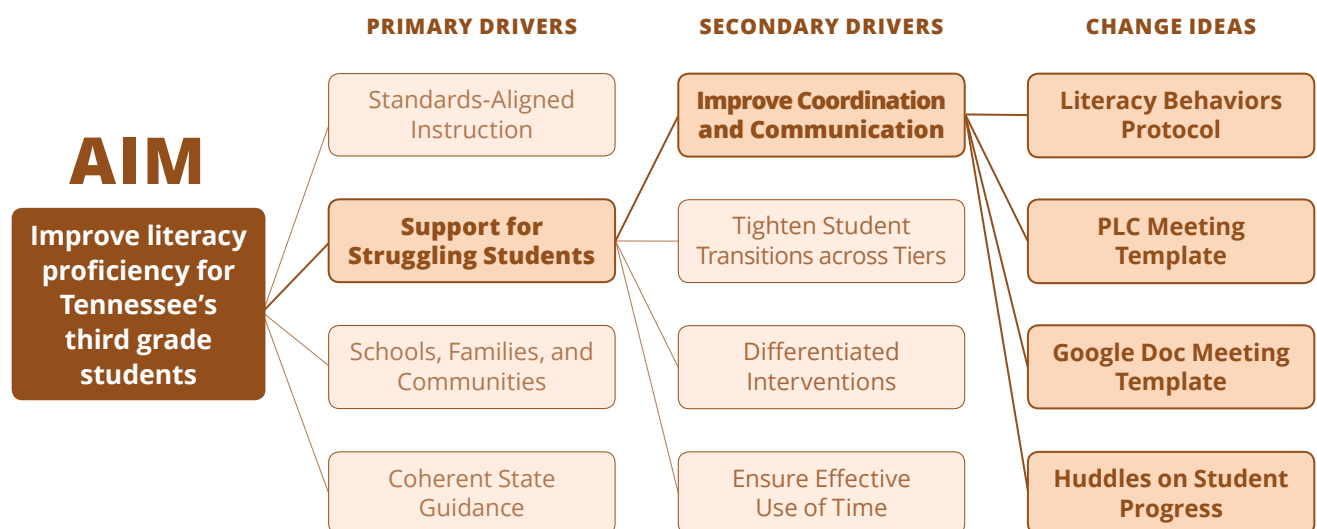 PRIMARY DRIVERS
SECONDARY DRIVERS
CHANGE IDEAS
AIM
Improve literacy
proficiency for
Tennessee’s
third grade
students
Standards-Aligned
Instruction
Support for
Struggling Students
Schools, Families, and
Communities
Coherent State
Guidance
Improve Coordination
and Communication
Tighten Student
Transitions across Tiers
Differentiated
Interventions
Ensure Effective
Use of Time
Literacy Behaviors
Protocol
PLC Meeting
Template
Google Doc Meeting
Template
Huddles on Student
Progress